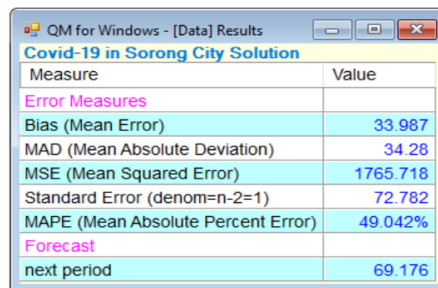 QM for Windows - [Data] Results
Covid-19 in Sorong City Solution
Measure Value
Error Measures
Bias (Mean Error) 33.987
MAD (Mean Absolute Deviation) 34.28
MSE (Mean Squared Error) 1765.718
Standard Error (denom=n-2=1) 72.782
MAPE (Mean Absolute Percent Error) 49.042%
Forecast
next period 69.176